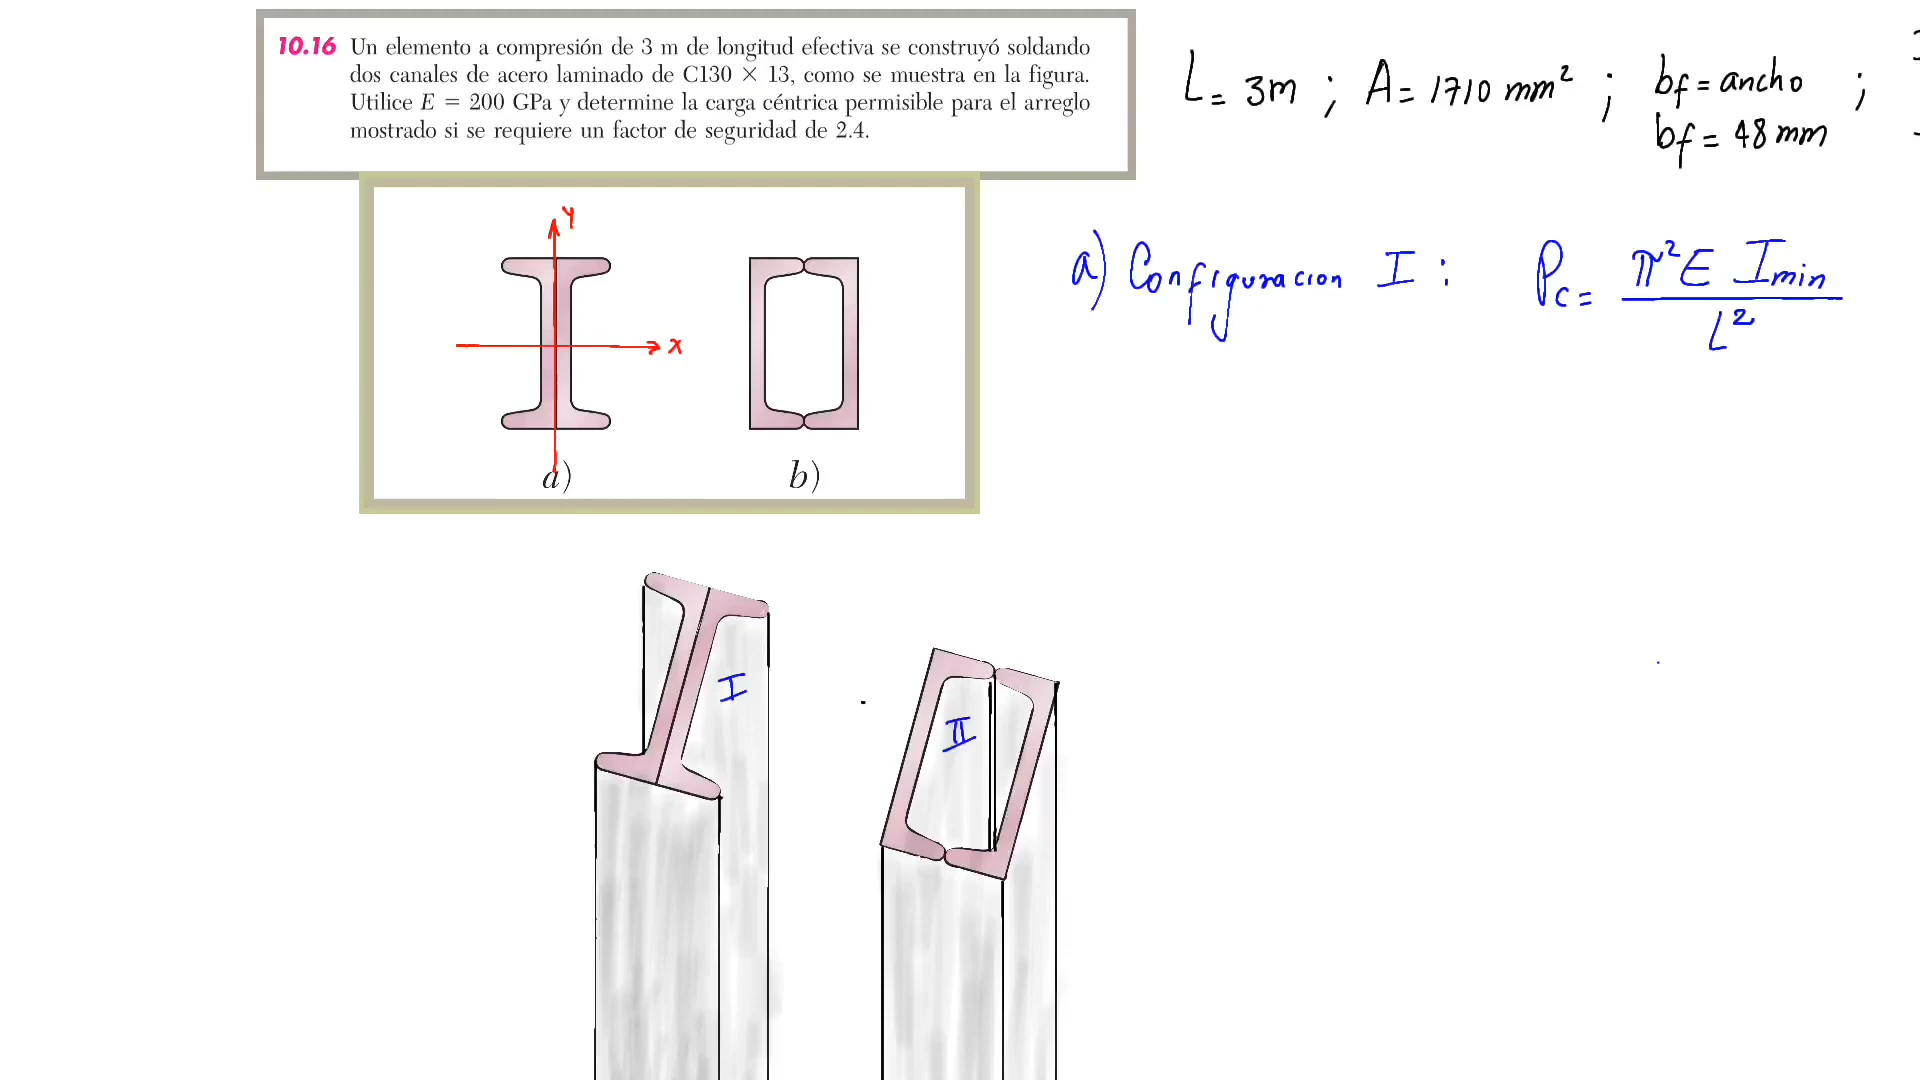 10.16 Un elemento a compresión de 3 m de longitud efectiva se construyó soldando
dos canales de acero laminado de C130 × 13, como se muestra en la figura.
Utilice E = 200 GPa y determine la carga céntrica permisible para el arreglo
mostrado si se requiere un factor de seguridad de 2.4.
L = 3m ; A = 1710 mm² ; bf = ancho ;
bf = 48 mm
y
x
a)
b)
a) Configuracion I : Pc = π²E Imin
L²
I
II